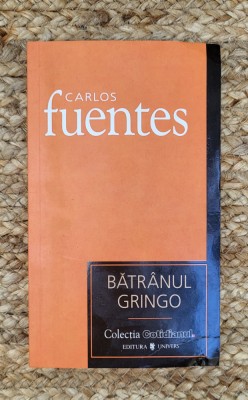 CARLOS
fuentes
BĂTRÂNUL
GRINGO
Colecția Cotidianul
EDITURA UNIVERS